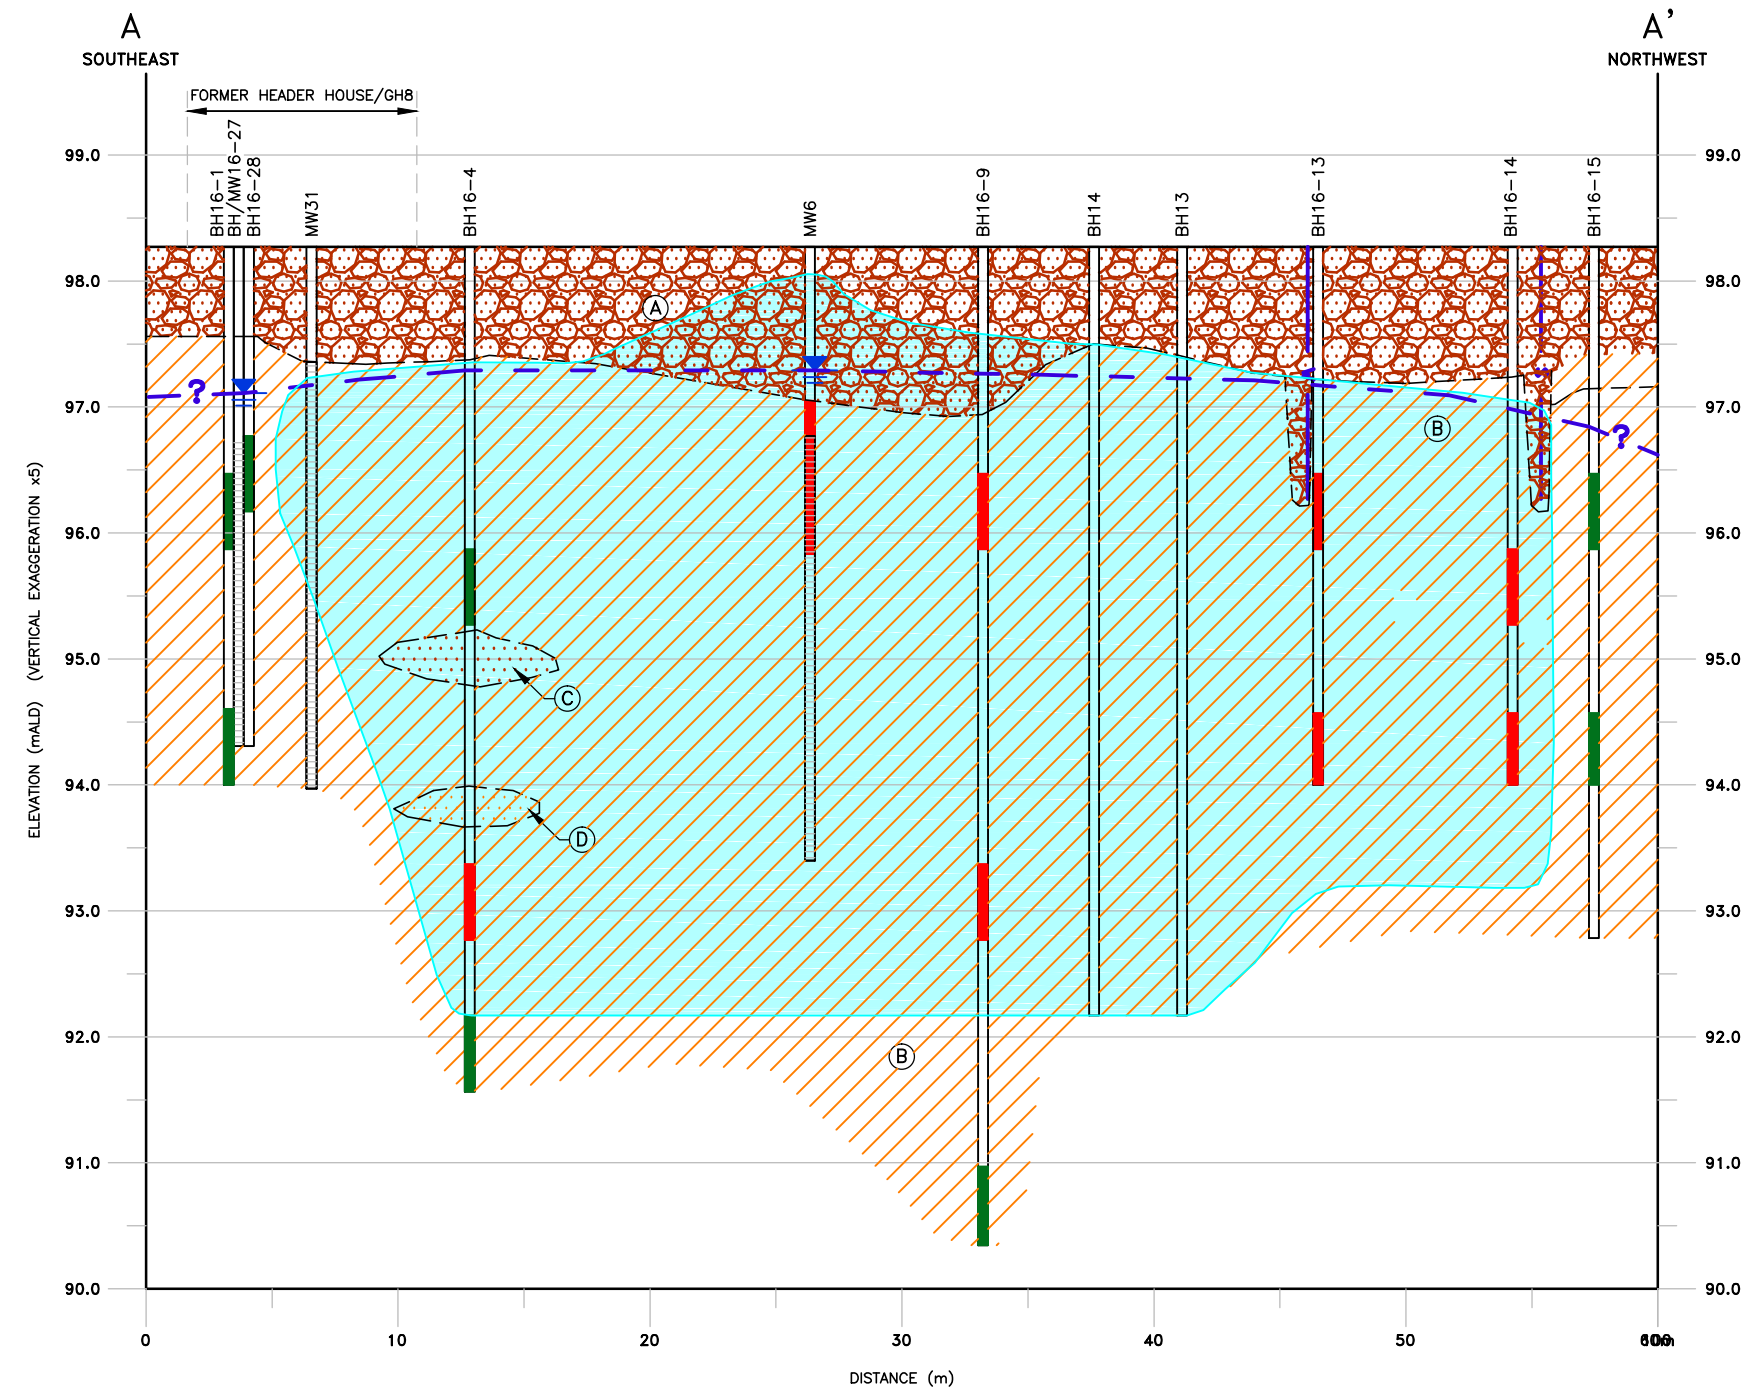 A
A’
SOUTHEAST
NORTHWEST
FORMER HEADER HOUSE/GH8
BH16-1
BH/MW16-27
BH16-28
MW31
BH16-4
MW6
BH16-9
BH14
BH13
BH16-13
BH16-14
BH16-15
99.0
99.0
98.0
98.0
A
97.0
97.0
?
B
?
96.0
96.0
95.0
95.0
C
94.0
94.0
D
93.0
93.0
92.0
92.0
B
91.0
91.0
90.0
90.0
ELEVATION (mALD) (VERTICAL EXAGGERATION x5)
0
10
20
30
40
50
DISTANCE (m)